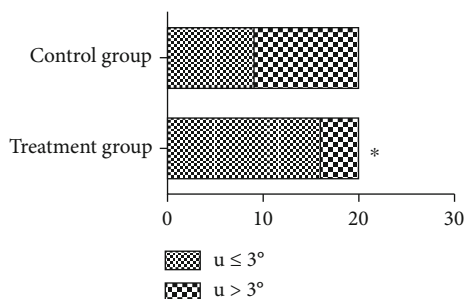 Control group
Treatment group
*
0 10 20 30
u ≤ 3°
u > 3°